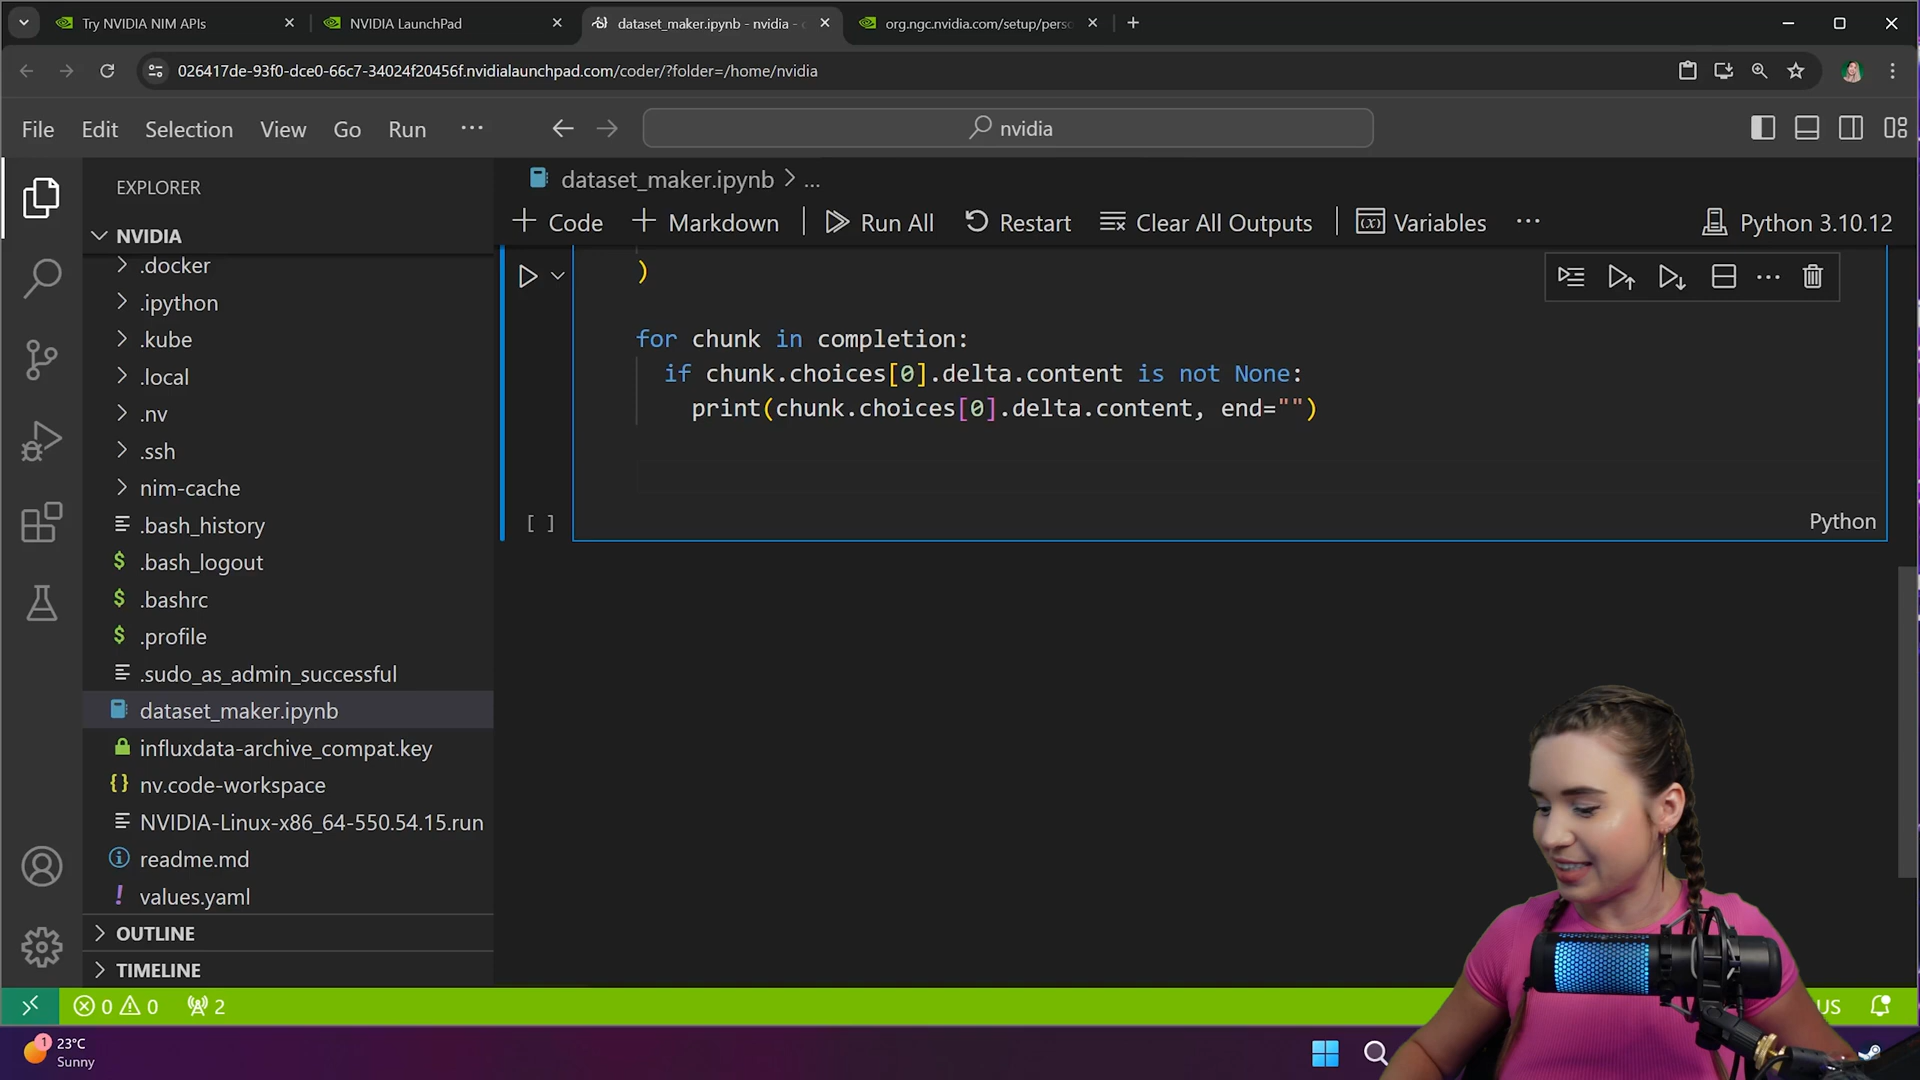 Try NVIDIA NIM APIs
NVIDIA LaunchPad
dataset_maker.ipynb - nvidia -
org.ngc.nvidia.com/setup/perso
026417de-93f0-dce0-66c7-34024f20456f.nvidialaunchpad.com/coder/?folder=/home/nvidia
File Edit Selection View Go Run ...
nvidia
EXPLORER
NVIDIA
.docker
.ipython
.kube
.local
.nv
.ssh
nim-cache
.bash_history
.bash_logout
.bashrc
.profile
.sudo_as_admin_successful
dataset_maker.ipynb
influxdata-archive_compat.key
nv.code-workspace
NVIDIA-Linux-x86_64-550.54.15.run
readme.md
values.yaml
OUTLINE
TIMELINE
dataset_maker.ipynb > ...
+ Code + Markdown Run All Restart Clear All Outputs Variables ... Python 3.10.12
)
for chunk in completion:
if chunk.choices[0].delta.content is not None:
print(chunk.choices[0].delta.content, end="")
[ ]
Python
0 0 2
US
1
23°C
Sunny